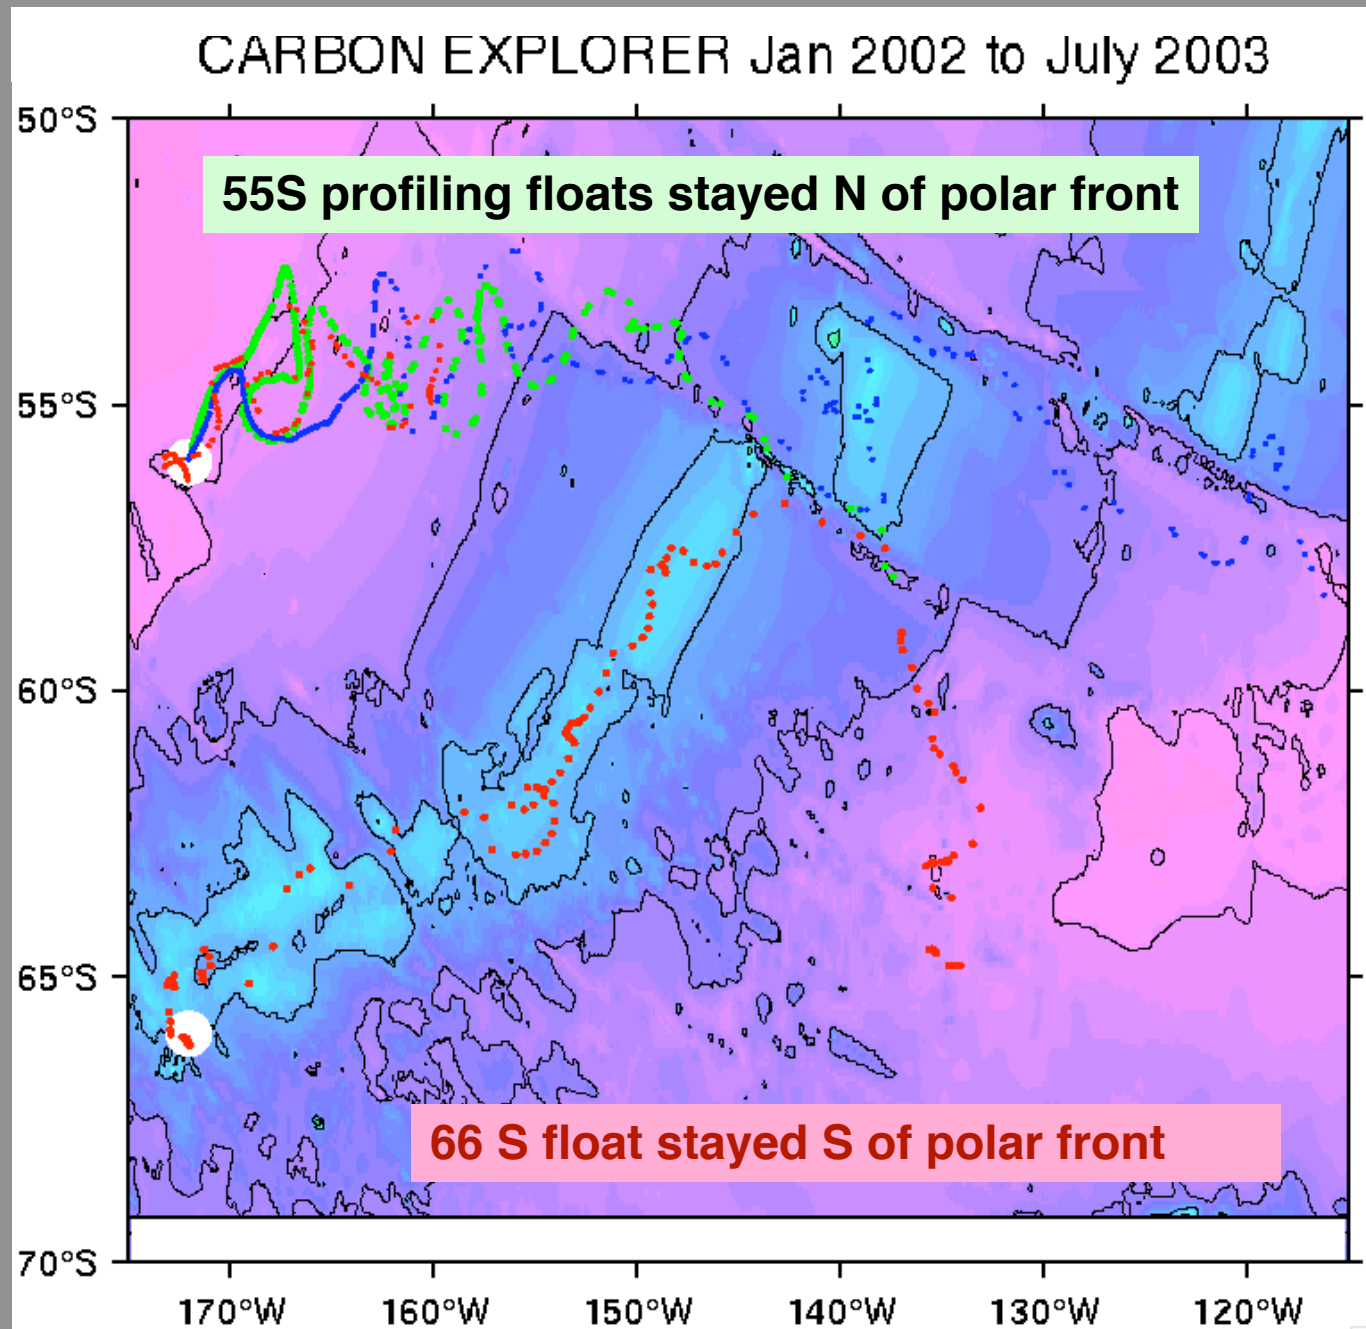 CARBON EXPLORER Jan 2002 to July 2003
50°S
55S profiling floats stayed N of polar front
55°S
60°S
65°S
66 S float stayed S of polar front
70°S
170°W 160°W 150°W 140°W 130°W 120°W